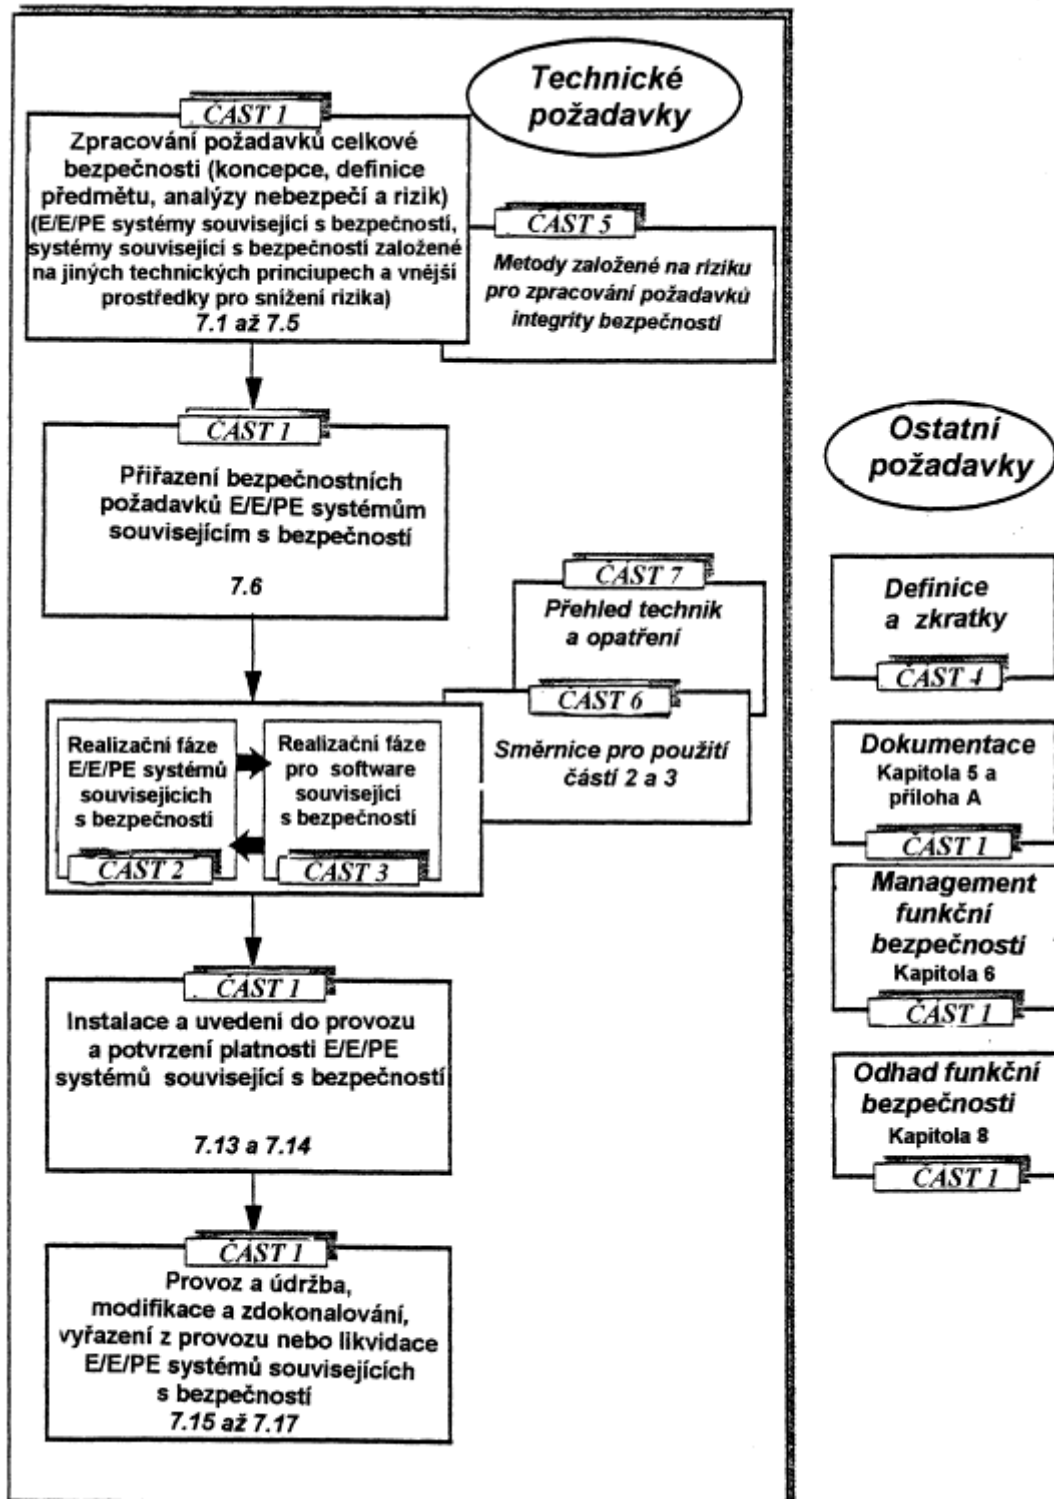 Technické
požadavky
ČÁST 1
Zpracování požadavků celkové
bezpečnosti (koncepce, definice
předmětu, analýzy nebezpečí a rizik)
(E/E/PE systémy související s bezpečností,
systémy související s bezpečností založené
na jiných technických princiupech a vnější
prostředky pro snížení rizika)
7.1 až 7.5
ČÁST 5
Metody založené na riziku
pro zpracování požadavků
integrity bezpečnosti
ČÁST 1
Přiřazení bezpečnostních
požadavků E/E/PE systémům
souvisejícím s bezpečností
7.6
ČÁST 7
Přehled technik
a opatření
ČÁST 6
Směrnice pro použití
částí 2 a 3
Realizační fáze
E/E/PE systémů
souvisejicich
s bezpečností
ČÁST 2
Realizační fáze
pro software
související
s bezpečností
ČÁST 3
ČÁST 1
Instalace a uvedení do provozu
a potvrzení platnosti E/E/PE
systémů související s bezpečností
7.13 a 7.14
ČÁST 1
Provoz a údržba,
modifikace a zdokonalování,
vyřazení z provozu nebo likvidace
E/E/PE systémů souvisejících
s bezpečností
7.15 až 7.17
Ostatní
požadavky
Definice
a zkratky
ČÁST 4
Dokumentace
Kapitola 5 a
příloha A
ČÁST 1
Management
funkční
bezpečnosti
Kapitola 6
ČÁST 1
Odhad funkční
bezpečnosti
Kapitola 8
ČÁST 1